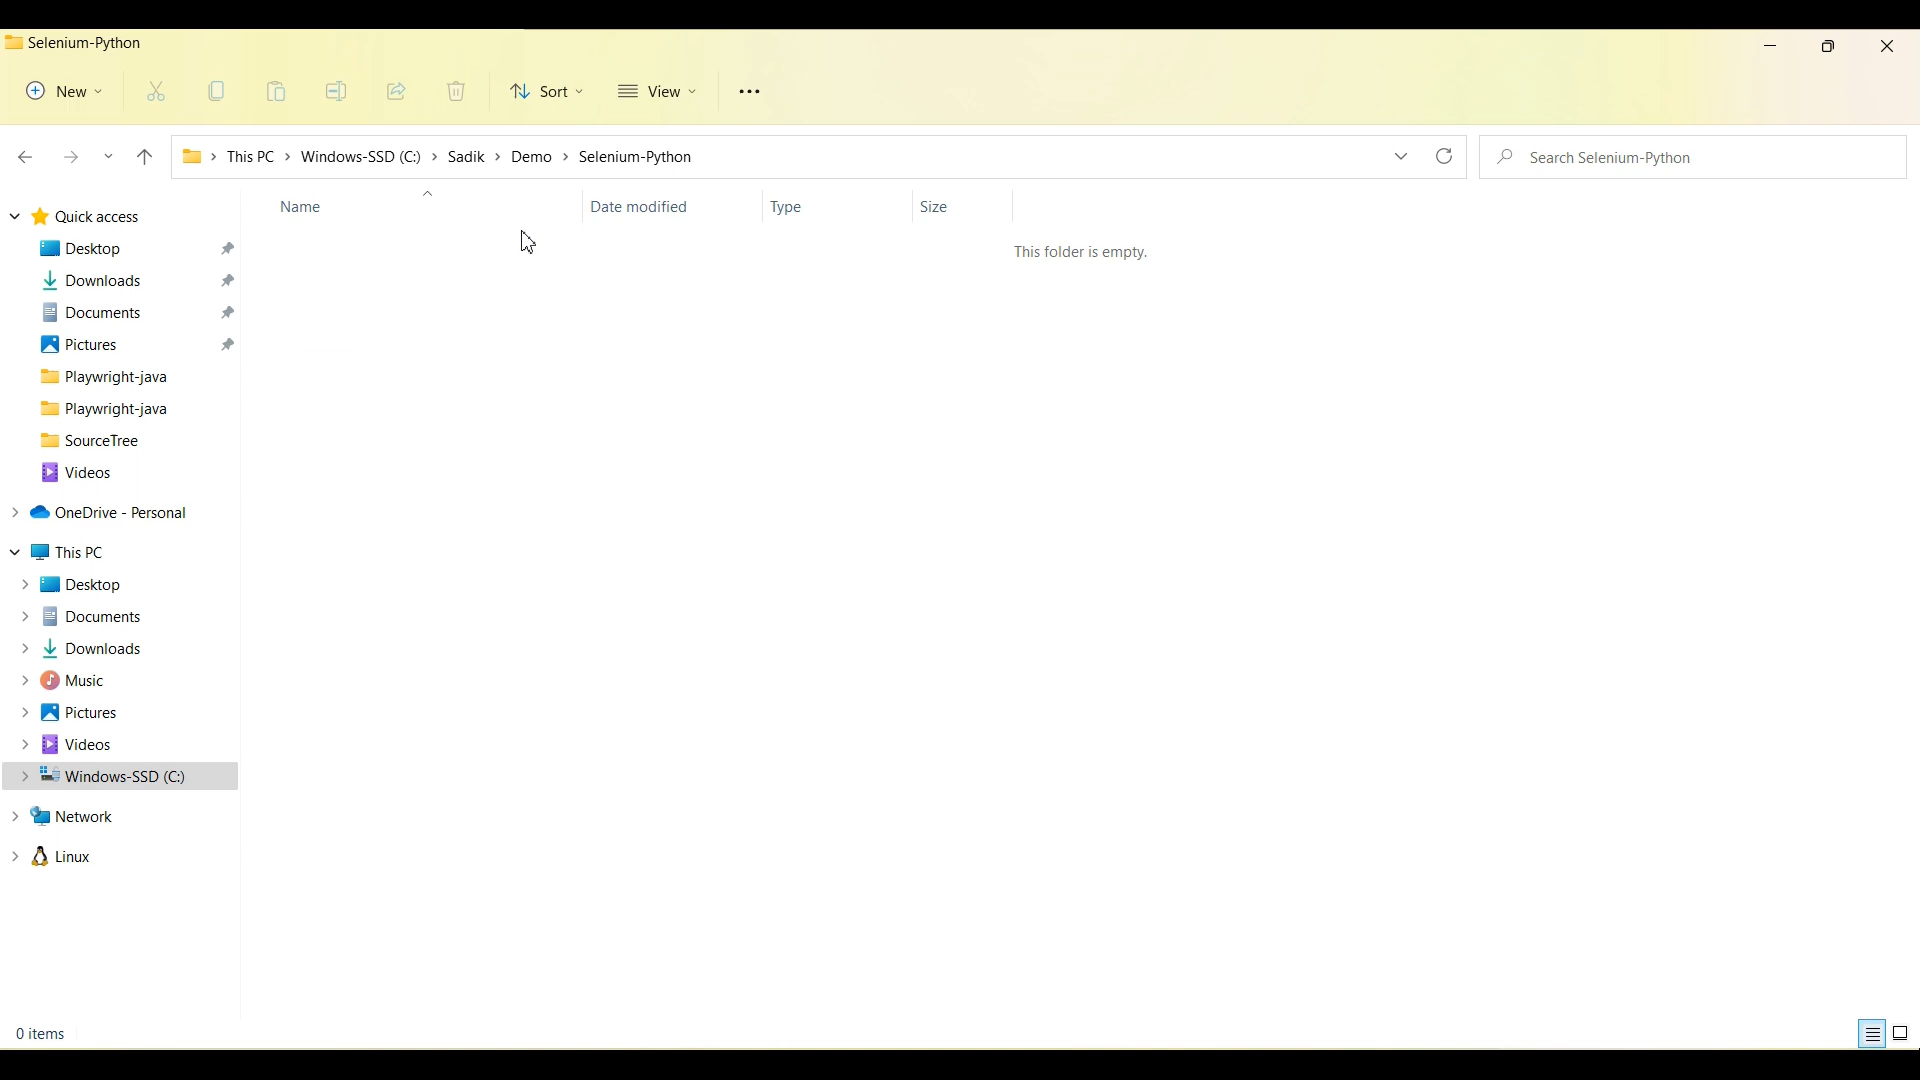 Selenium-Python
New Sort View
This PC Windows-SSD (C:) Sadik Demo Selenium-Python Search Selenium-Python
Name Date modified Type Size
This folder is empty.
Quick access
Desktop
Downloads
Documents
Pictures
Playwright-java
Playwright-java
SourceTree
Videos
OneDrive - Personal
This PC
Desktop
Documents
Downloads
Music
Pictures
Videos
Windows-SSD (C:)
Network
Linux
0 items